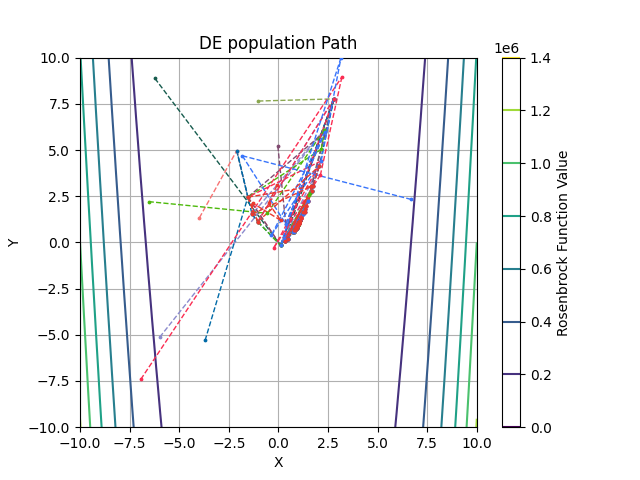 DE population Path
1e6
10.0
7.5
5.0
2.5
0.0
−2.5
−5.0
−7.5
−10.0
Y
−10.0 −7.5 −5.0 −2.5 0.0 2.5 5.0 7.5 10.0
X
1.4
1.2
1.0
0.8
0.6
0.4
0.2
0.0
Rosenbrock Function Value